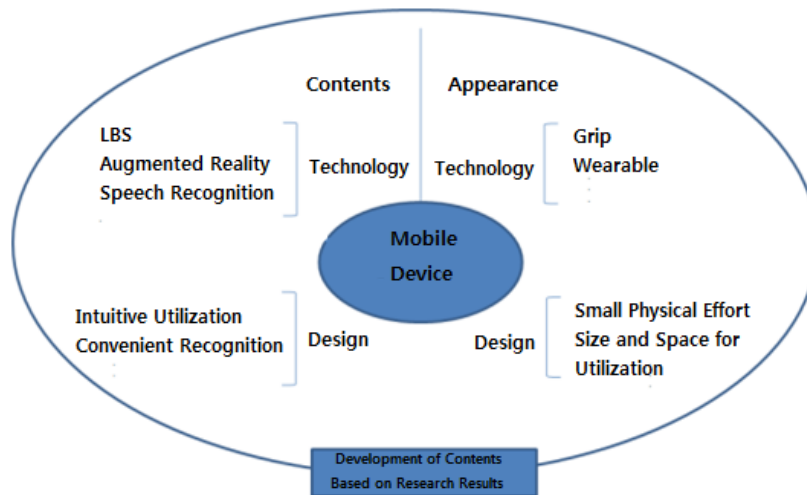 Contents
Appearance
LBS
Augmented Reality
Speech Recognition
Technology
Technology
Grip
Wearable
Mobile
Device
Intuitive Utilization
Convenient Recognition
Design
Design
Small Physical Effort
Size and Space for
Utilization
Development of Contents
Based on Research Results